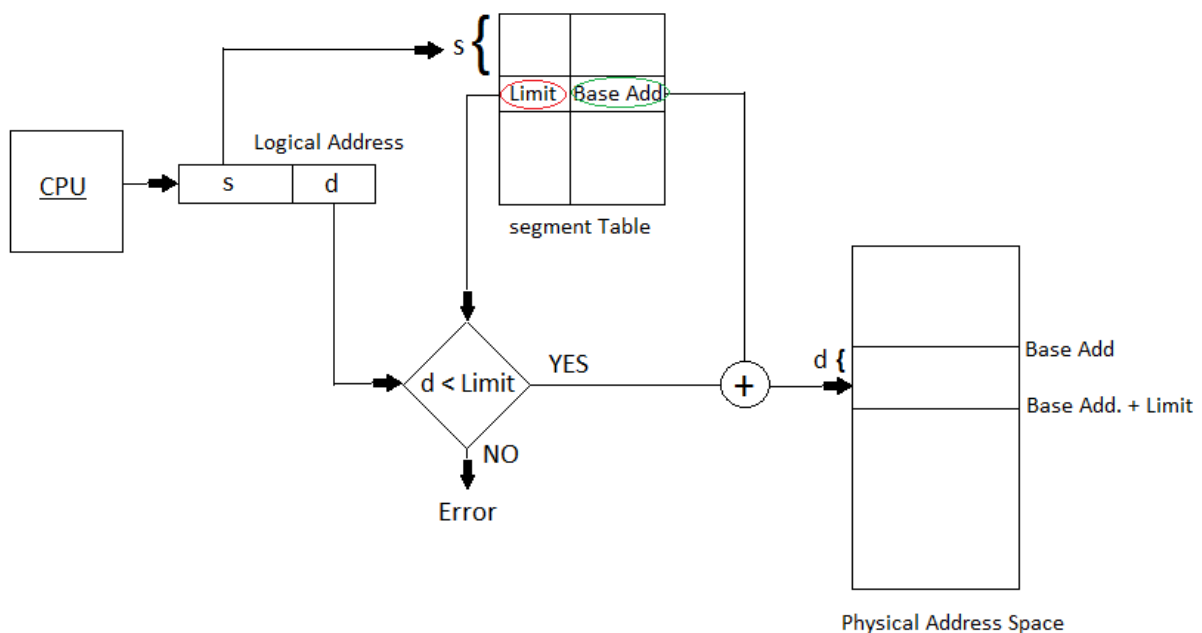 s {
Limit
Base Add
Logical Address
CPU
s
d
segment Table
d < Limit
YES
+
d {
Base Add
Base Add. + Limit
NO
Error
Physical Address Space